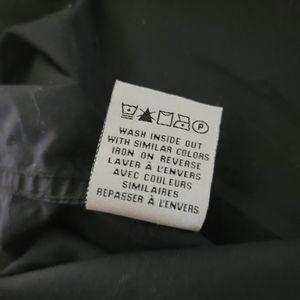 P
WASH INSIDE OUT
WITH SIMILAR COLORS
IRON ON REVERSE
LAVER À L'ENVERS
AVEC COULEURS
SIMILAIRES
REPASSER À L'ENVERS